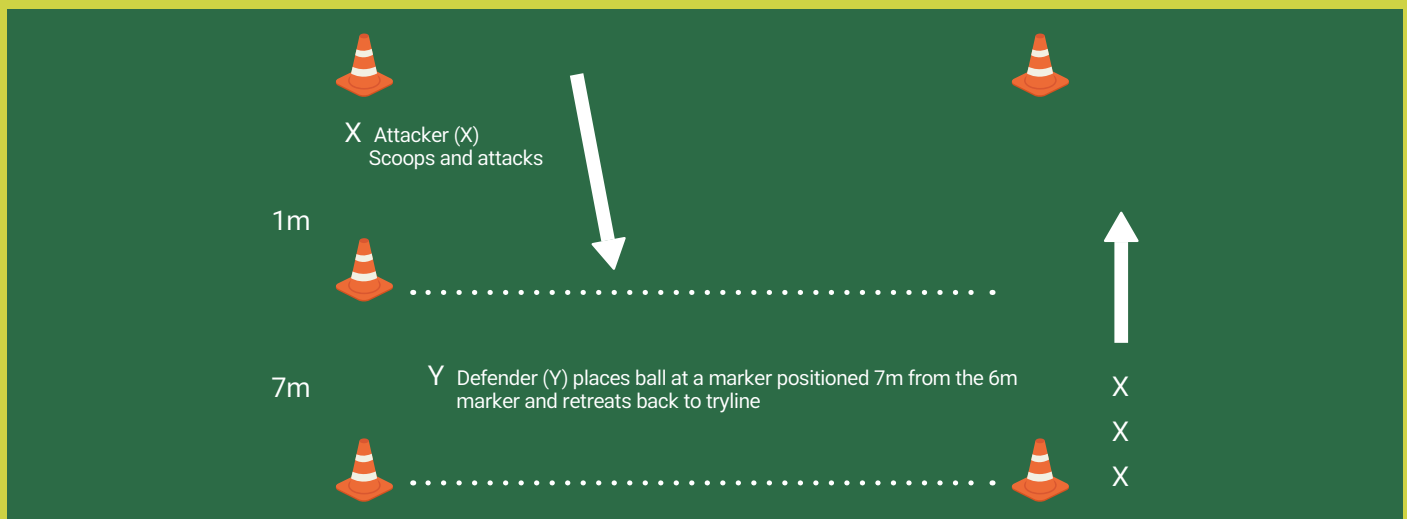 X Attacker (X)
Scoops and attacks
1m
7m
Y Defender (Y) places ball at a marker positioned 7m from the 6m
marker and retreats back to tryline
X
X
X